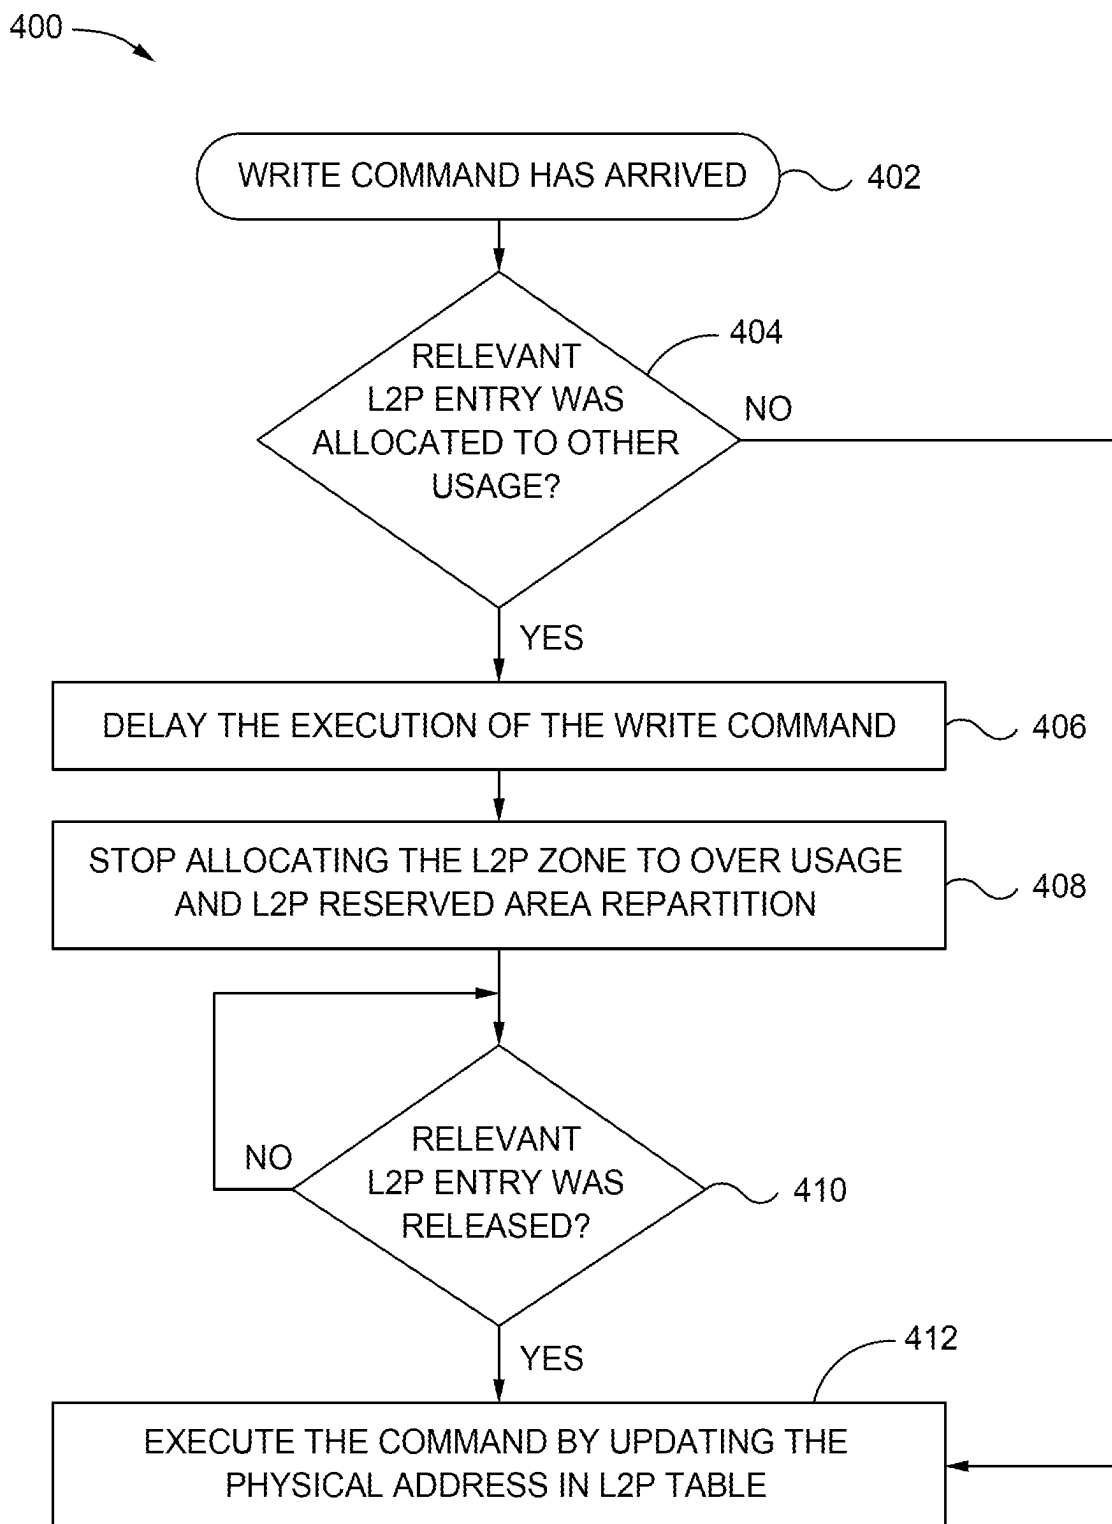 400
WRITE COMMAND HAS ARRIVED
402
404
RELEVANT
L2P ENTRY WAS
ALLOCATED TO OTHER
USAGE?
NO
YES
DELAY THE EXECUTION OF THE WRITE COMMAND
406
STOP ALLOCATING THE L2P ZONE TO OVER USAGE
AND L2P RESERVED AREA REPARTITION
408
RELEVANT
L2P ENTRY WAS
RELEASED?
NO
410
YES
412
EXECUTE THE COMMAND BY UPDATING THE
PHYSICAL ADDRESS IN L2P TABLE